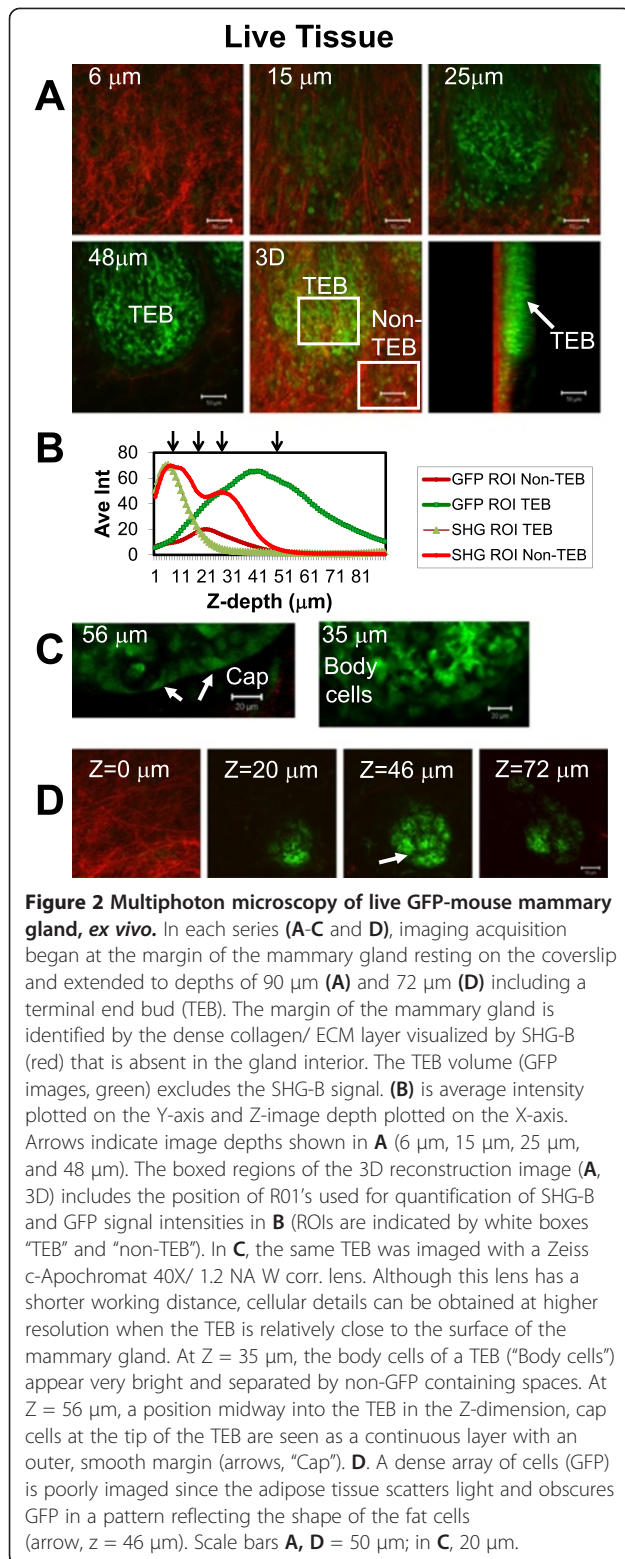 Live Tissue
A
6 µm
15 µm
25µm
48µm
3D
TEB
TEB
Non-
TEB
TEB
B
Ave Int
80
60
40
20
0
1 11 21 31 41 51 61 71 81
Z-depth (µm)
GFP ROI Non-TEB
GFP ROI TEB
SHG ROI TEB
SHG ROI Non-TEB
C
56 µm
Cap
20 µm
35 µm
Body
cells
20 µm
D
Z=0 µm
Z=20 µm
Z=46 µm
Z=72 µm
Figure 2 Multiphoton microscopy of live GFP-mouse mammary
gland, ex vivo. In each series (A-C and D), imaging acquisition
began at the margin of the mammary gland resting on the coverslip
and extended to depths of 90 µm (A) and 72 µm (D) including a
terminal end bud (TEB). The margin of the mammary gland is
identified by the dense collagen/ ECM layer visualized by SHG-B
(red) that is absent in the gland interior. The TEB volume (GFP
images, green) excludes the SHG-B signal. (B) is average intensity
plotted on the Y-axis and Z-image depth plotted on the X-axis.
Arrows indicate image depths shown in A (6 µm, 15 µm, 25 µm,
and 48 µm). The boxed regions of the 3D reconstruction image (A,
3D) includes the position of R01's used for quantification of SHG-B
and GFP signal intensities in B (ROIs are indicated by white boxes
"TEB" and "non-TEB"). In C, the same TEB was imaged with a Zeiss
c-Apochromat 40X/ 1.2 NA W corr. lens. Although this lens has a
shorter working distance, cellular details can be obtained at higher
resolution when the TEB is relatively close to the surface of the
mammary gland. At Z = 35 µm, the body cells of a TEB ("Body cells")
appear very bright and separated by non-GFP containing spaces. At
Z = 56 µm, a position midway into the TEB in the Z-dimension, cap
cells at the tip of the TEB are seen as a continuous layer with an
outer, smooth margin (arrows, "Cap"). D. A dense array of cells (GFP)
is poorly imaged since the adipose tissue scatters light and obscures
GFP in a pattern reflecting the shape of the fat cells
(arrow, z = 46 µm). Scale bars A, D = 50 µm; in C, 20 µm.